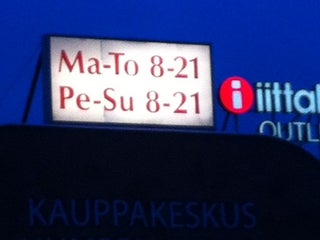 Ma-To 8-21
Pe-Su 8-21
i iittal
OUTL
KAUPPAKESKUS